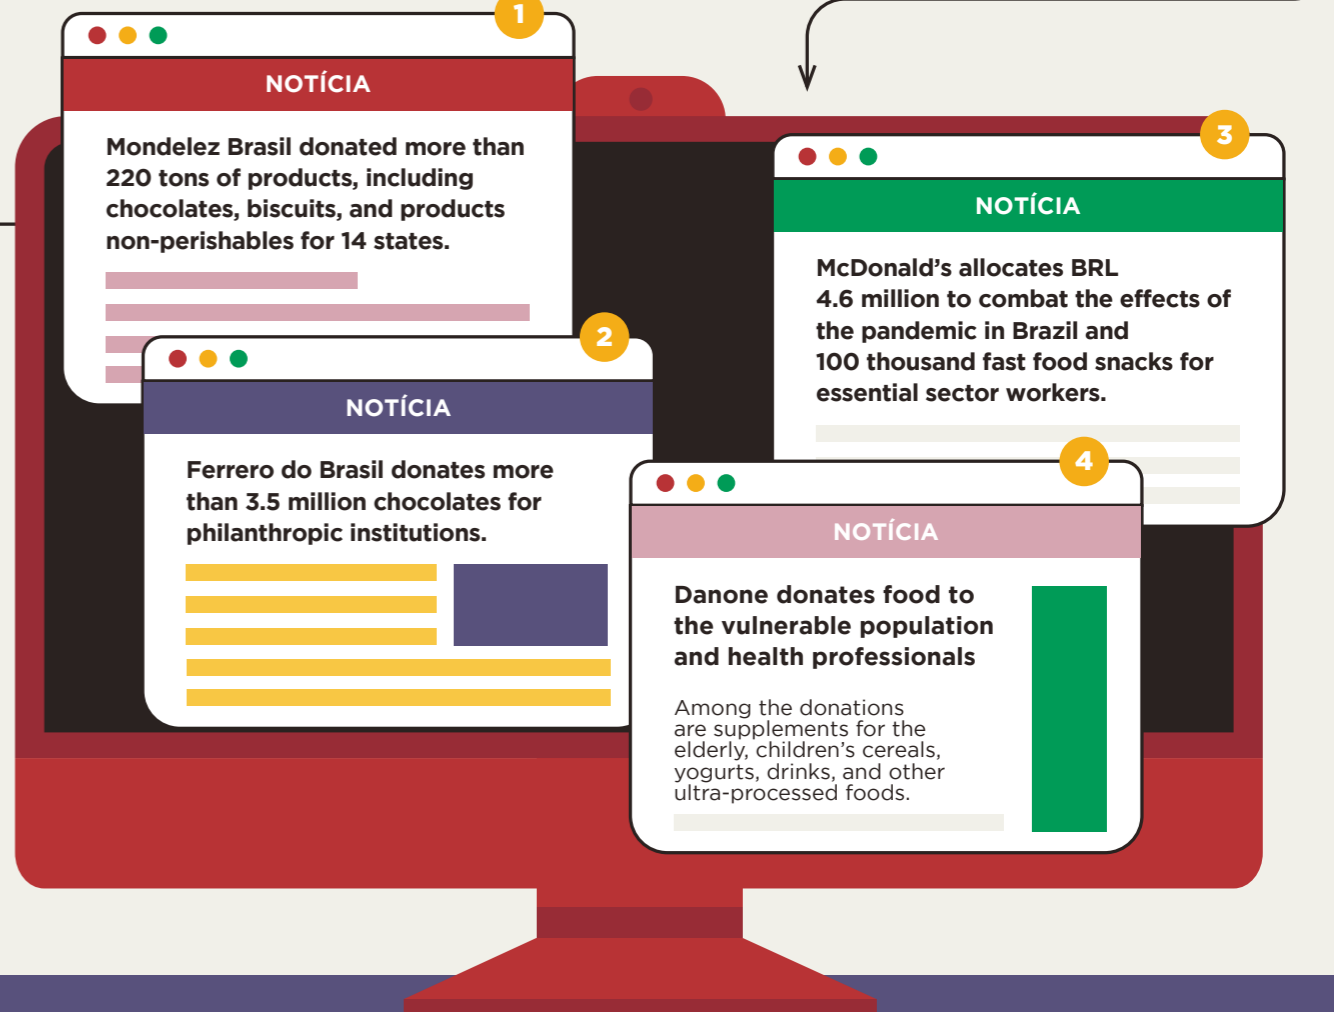 1
NOTÍCIA
Mondelez Brasil donated more than
220 tons of products, including
chocolates, biscuits, and products
non-perishables for 14 states.
2
NOTÍCIA
Ferrero do Brasil donates more
than 3.5 million chocolates for
philanthropic institutions.
3
NOTÍCIA
McDonald’s allocates BRL
4.6 million to combat the effects of
the pandemic in Brazil and
100 thousand fast food snacks for
essential sector workers.
4
NOTÍCIA
Danone donates food to
the vulnerable population
and health professionals
Among the donations
are supplements for the
elderly, children’s cereals,
yogurts, drinks, and other
ultra-processed foods.